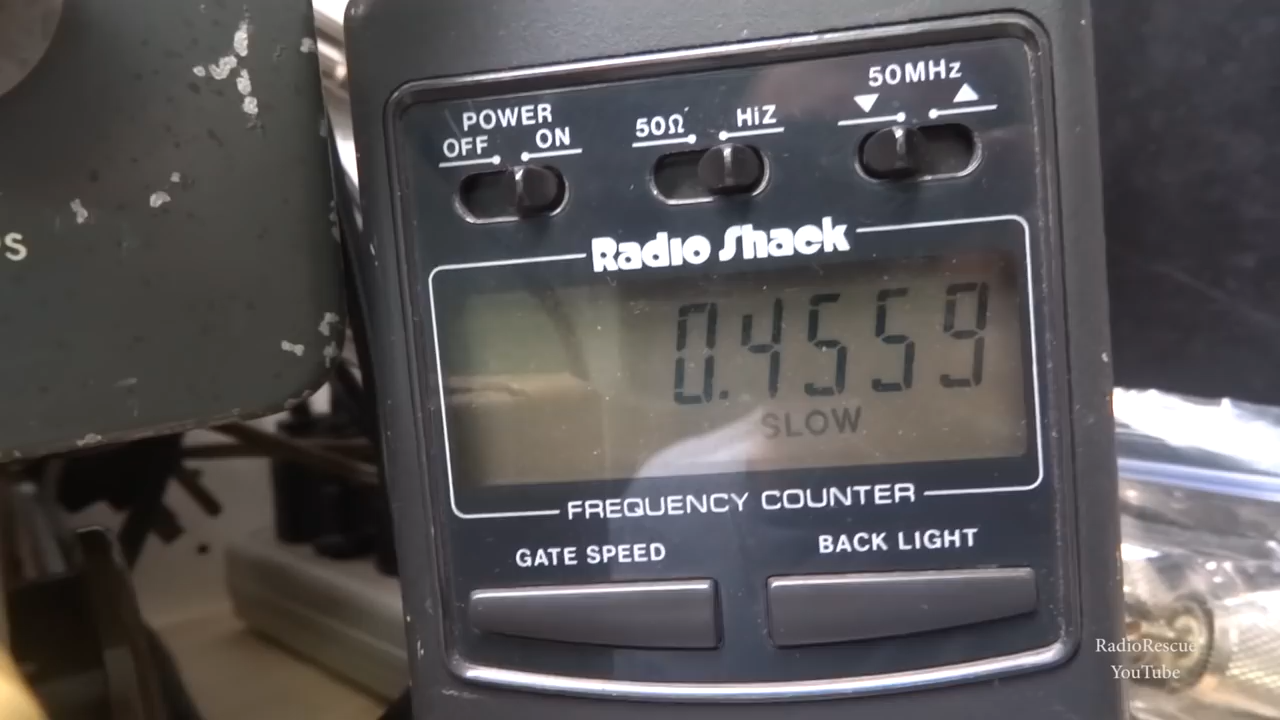 50MHz
POWER
OFF ON
50Ω HiZ
S
Radio Shack
0.4559
SLOW
FREQUENCY COUNTER
GATE SPEED
BACK LIGHT
RadioRescue
YouTube